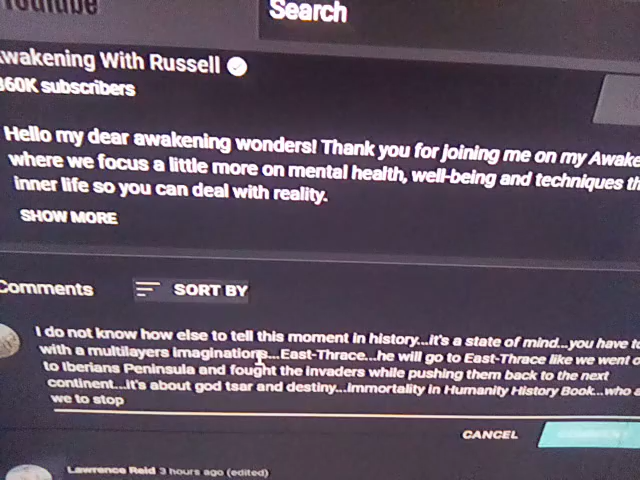 YouTube
Search
Awakening With Russell
360K subscribers
Hello my dear awakening wonders! Thank you for joining me on my Awake
where we focus a little more on mental health, well-being and techniques th
inner life so you can deal with reality.
SHOW MORE
Comments
SORT BY
I do not know how else to tell this moment in history...it's a state of mind...you have to
with a multilayers imaginations...East-Thrace...he will go to East-Thrace like we went o
to Iberians Peninsula and fought the invaders while pushing them back to the next
continent...it's about god tsar and destiny...immortality in Humanity History Book...who a
we to stop
CANCEL
Lawrence Reid 3 hours ago (edited)